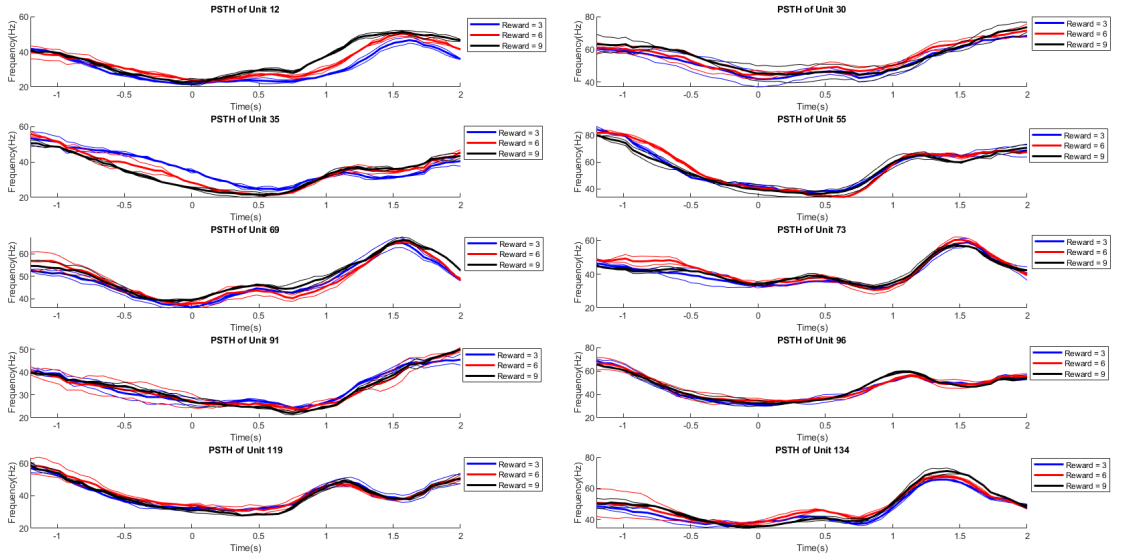 PSTH of Unit 12
Frequency(Hz)
60
40
20
-1
-0.5
0
0.5
1
1.5
2
Time(s)
Reward = 3
Reward = 6
Reward = 9
PSTH of Unit 30
Frequency(Hz)
80
60
40
-1
-0.5
0
0.5
1
1.5
2
Time(s)
Reward = 3
Reward = 6
Reward = 9
PSTH of Unit 35
Frequency(Hz)
60
40
20
-1
-0.5
0
0.5
1
1.5
2
Time(s)
Reward = 3
Reward = 6
Reward = 9
PSTH of Unit 55
Frequency(Hz)
80
60
40
-1
-0.5
0
0.5
1
1.5
2
Time(s)
Reward = 3
Reward = 6
Reward = 9
PSTH of Unit 69
Frequency(Hz)
60
50
40
-1
-0.5
0
0.5
1
1.5
2
Time(s)
Reward = 3
Reward = 6
Reward = 9
PSTH of Unit 73
Frequency(Hz)
60
40
20
-1
-0.5
0
0.5
1
1.5
2
Time(s)
Reward = 3
Reward = 6
Reward = 9
PSTH of Unit 91
Frequency(Hz)
50
40
30
20
-1
-0.5
0
0.5
1
1.5
2
Time(s)
Reward = 3
Reward = 6
Reward = 9
PSTH of Unit 96
Frequency(Hz)
80
60
40
20
-1
-0.5
0
0.5
1
1.5
2
Time(s)
Reward = 3
Reward = 6
Reward = 9
PSTH of Unit 119
Frequency(Hz)
60
40
20
-1
-0.5
0
0.5
1
1.5
2
Time(s)
Reward = 3
Reward = 6
Reward = 9
PSTH of Unit 134
Frequency(Hz)
80
60
40
-1
-0.5
0
0.5
1
1.5
2
Time(s)
Reward = 3
Reward = 6
Reward = 9